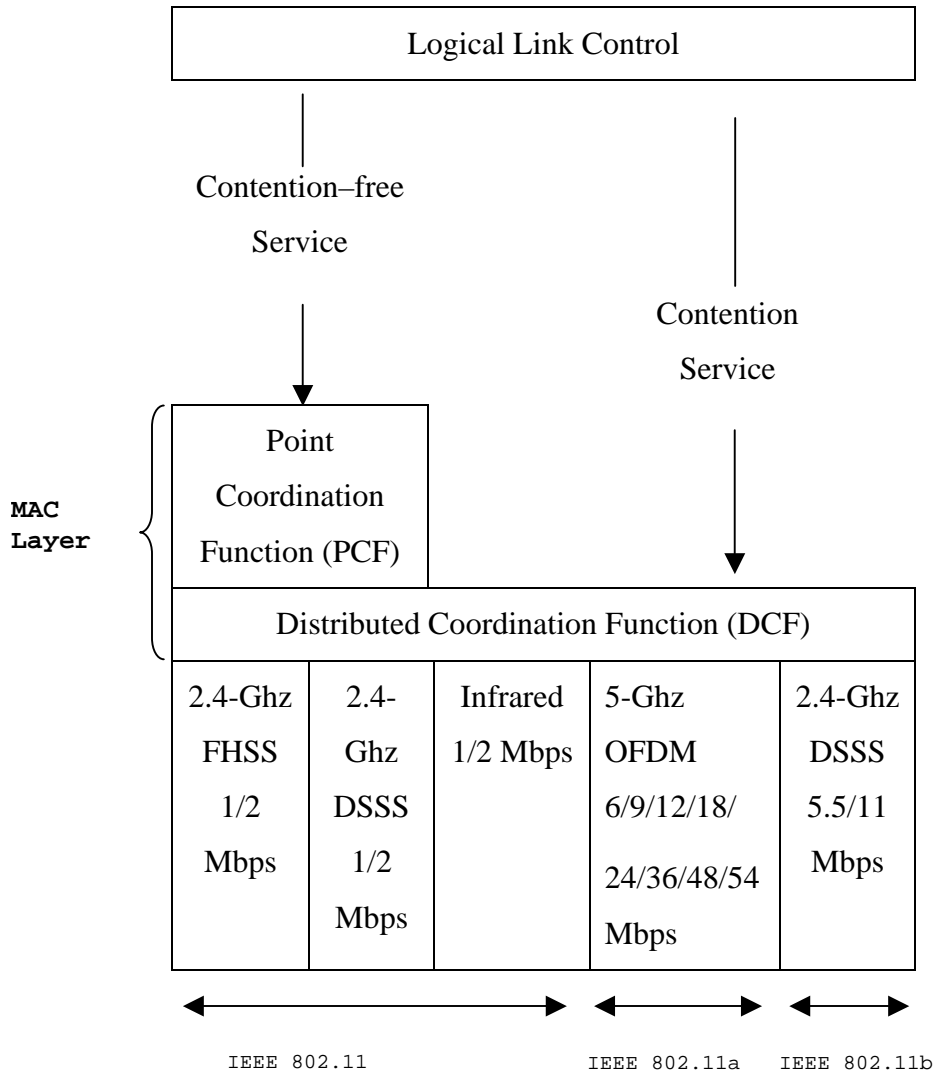 Logical Link Control
Contention–free
Service
Contention
Service
Point
Coordination
Function (PCF)
MAC
Layer
Distributed Coordination Function (DCF)
2.4-Ghz
FHSS
1/2
Mbps
2.4-
Ghz
DSSS
1/2
Mbps
Infrared
1/2 Mbps
5-Ghz
OFDM
6/9/12/18/
24/36/48/54
Mbps
2.4-Ghz
DSSS
5.5/11
Mbps
IEEE 802.11
IEEE 802.11a
IEEE 802.11b